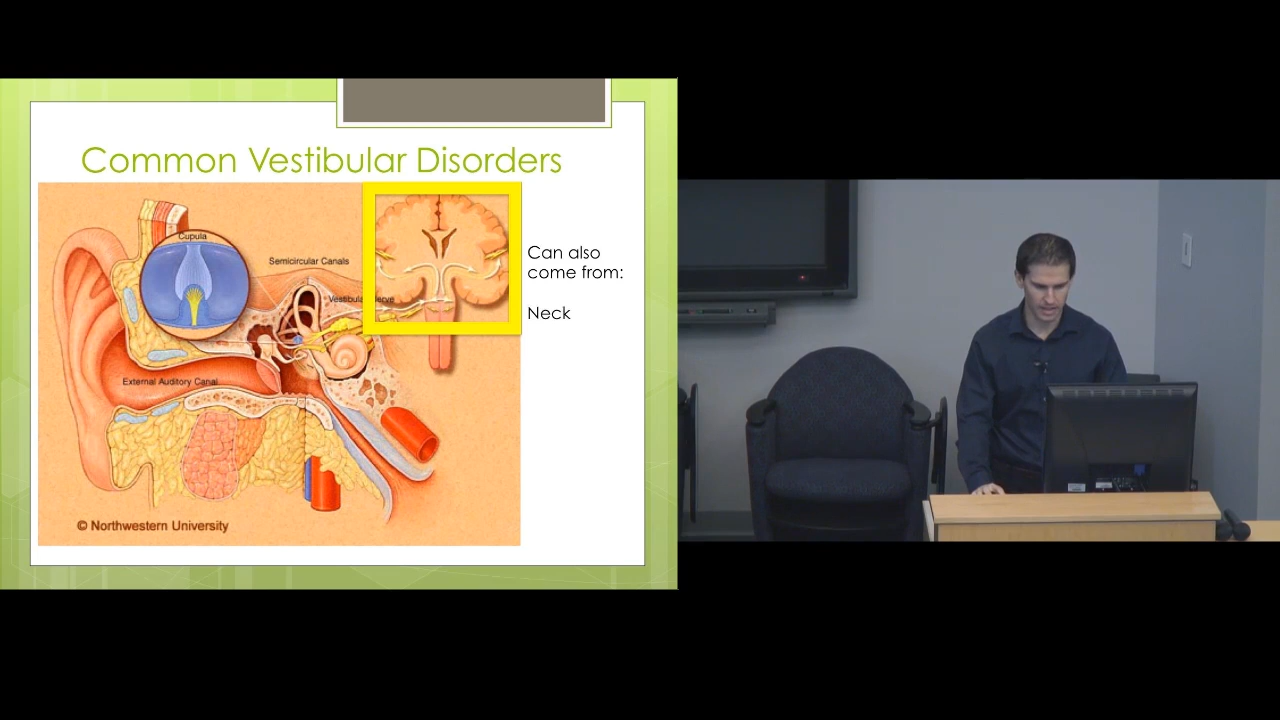 Common Vestibular Disorders
Cupula
Semicircular Canals
Vestibular Nerve
External Auditory Canal
© Northwestern University
Can also
come from:
Neck